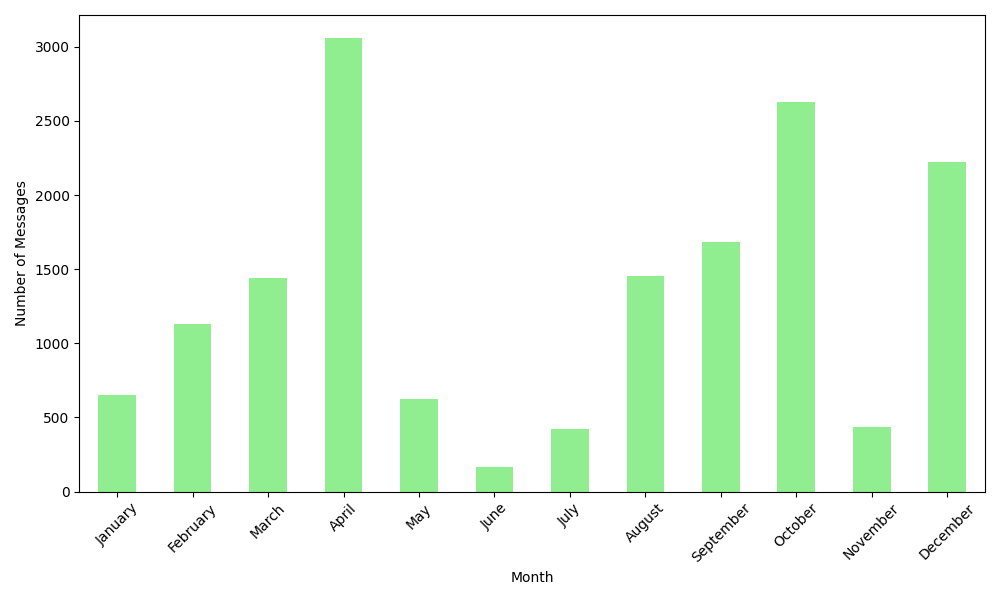 Number of Messages
3000
2500
2000
1500
1000
500
0
January
February
March
April
May
June
July
August
September
October
November
December
Month